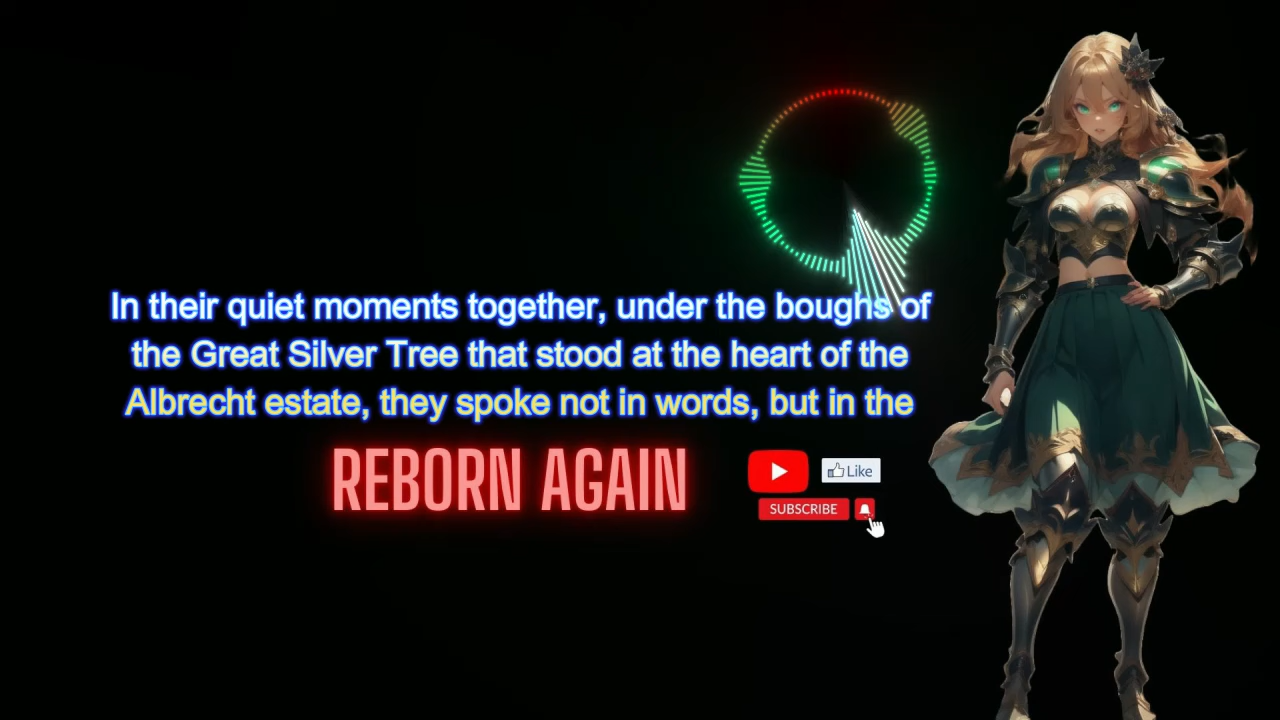 In their quiet moments together, under the boughs of
the Great Silver Tree that stood at the heart of the
Albrecht estate, they spoke not in words, but in the
REBORN AGAIN
Like
SUBSCRIBE